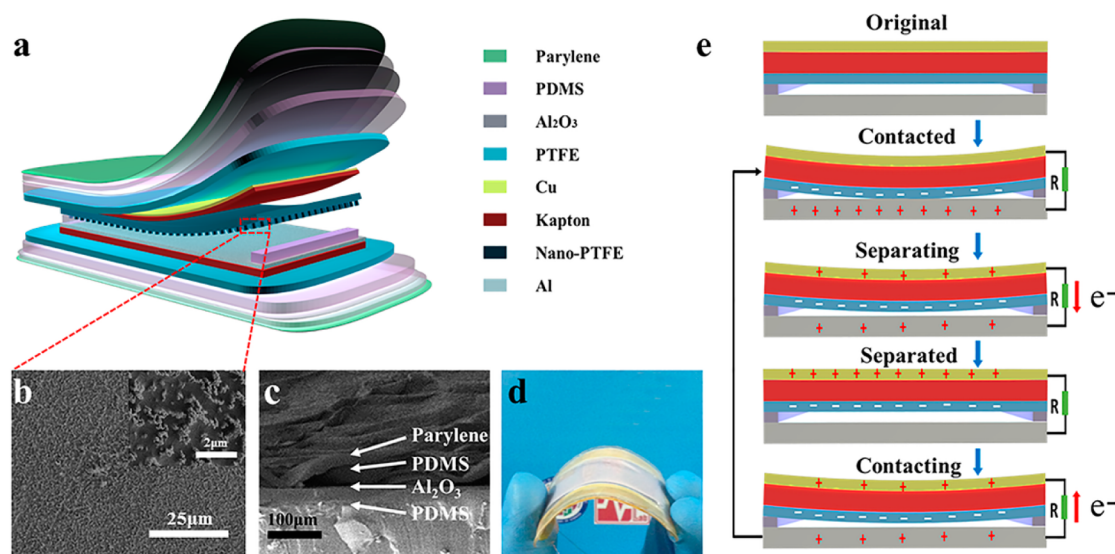 a
Parylene
PDMS
Al₂O₃
PTFE
Cu
Kapton
Nano-PTFE
Al
b
2μm
25μm
c
Parylene
PDMS
Al₂O₃
PDMS
100μm
d
e
Original
Contacted
R
Separating
R
e⁻
Separated
R
Contacting
R
e⁻